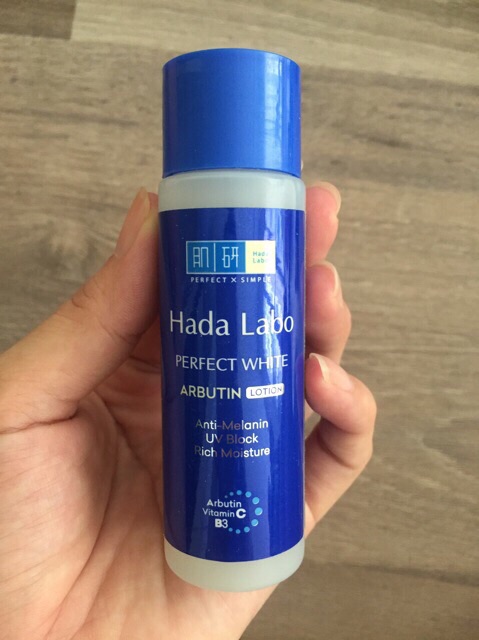 肌 研 Hada
Labo
PERFECT × SIMPLE
Hada Labo
PERFECT WHITE
ARBUTIN LOTION
Anti-Melanin
UV Block
Rich Moisture
Arbutin
Vitamin C
B3